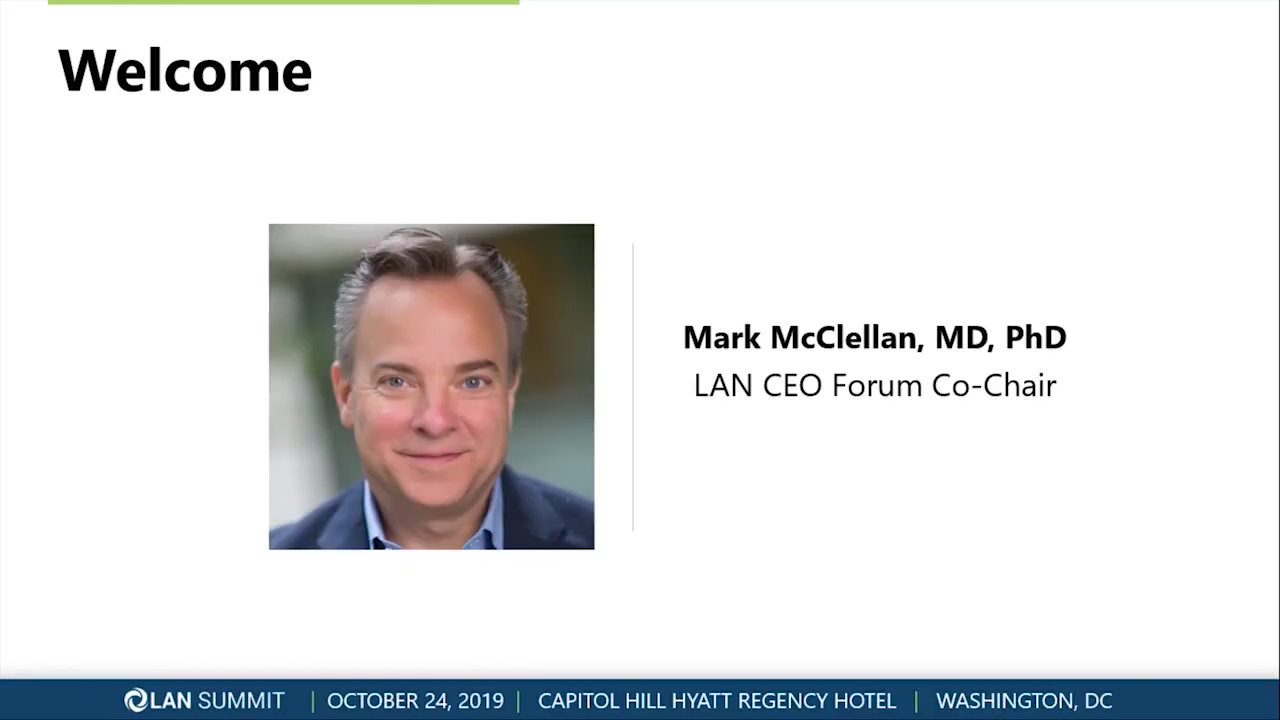 Welcome
Mark McClellan, MD, PhD
LAN CEO Forum Co-Chair
LAN SUMMIT | OCTOBER 24, 2019 | CAPITOL HILL HYATT REGENCY HOTEL | WASHINGTON, DC